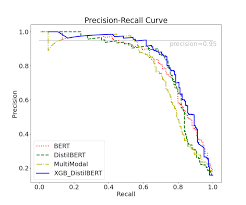 Precision-Recall Curve
precision=0.95
1.0
0.8
0.6
0.4
0.2
Precision
BERT
DistilBERT
MultiModal
XGB_DistilBERT
0.0
0.2
0.4
0.6
0.8
1.0
Recall